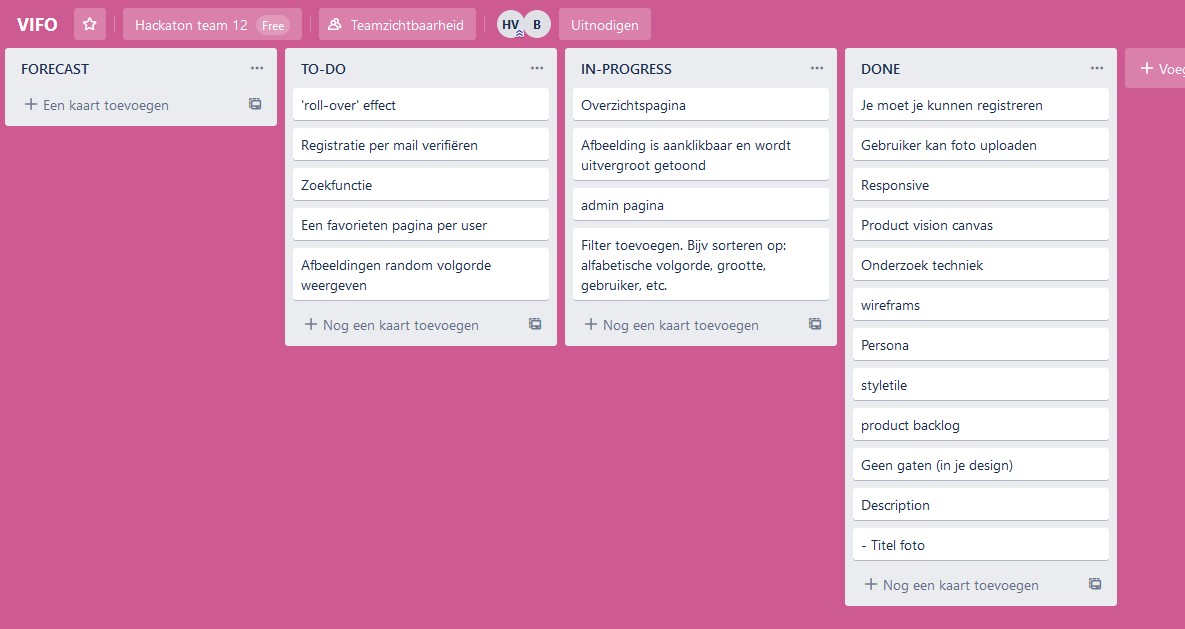 VIFO
Hackaton team 12 Free
Teamzichtbaarheid
HV
B
Uitnodigen
FORECAST
Een kaart toevoegen
TO-DO
'roll-over' effect
Registratie per mail verifiëren
Zoekfunctie
Een favorieten pagina per user
Afbeeldingen random volgorde
weergeven
Nog een kaart toevoegen
IN-PROGRESS
Overzichtspagina
Afbeelding is aanklikbaar en wordt
uitvergroot getoond
admin pagina
Filter toevoegen. Bijv sorteren op:
alfabetische volgorde, grootte,
gebruiker, etc.
Nog een kaart toevoegen
DONE
Je moet je kunnen registreren
Gebruiker kan foto uploaden
Responsive
Product vision canvas
Onderzoek techniek
wireframs
Persona
styletile
product backlog
Geen gaten (in je design)
Description
- Titel foto
Nog een kaart toevoegen
+ Voeg